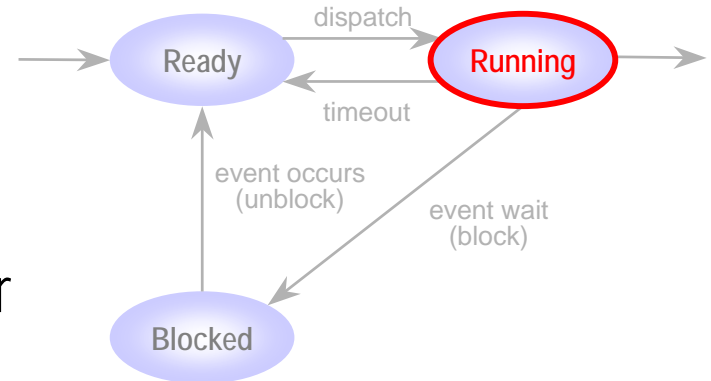 dispatch
Ready
Running
timeout
event occurs
(unblock)
event wait
(block)
r
Blocked